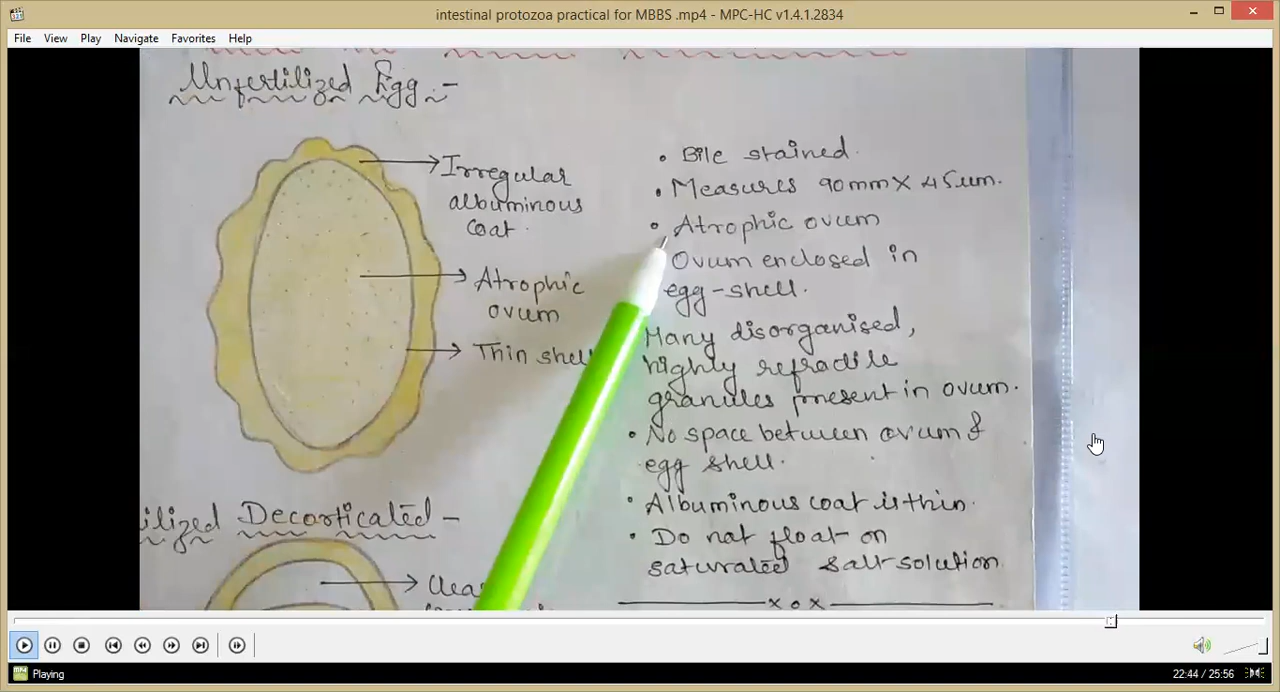 intestinal protozoa practical for MBBS .mp4 - MPC-HC v1.4.1.2834
File View Play Navigate Favorites Help
Unfertilized Egg :-
Irregular
albuminous
coat.
Atrophic
ovum
Thin shell
• Bile stained.
• Measures 90mm X 45um.
• Atrophic ovum
Ovum enclosed in
egg-shell.
Many disorganised,
highly refractile
granules present in ovum.
• No space between ovum &
egg shell.
• Albuminous coat is thin.
• Do not float on
saturated salt-solution
x o x
ilized Decorticated -
Clea
Playing
22:44 / 25:56